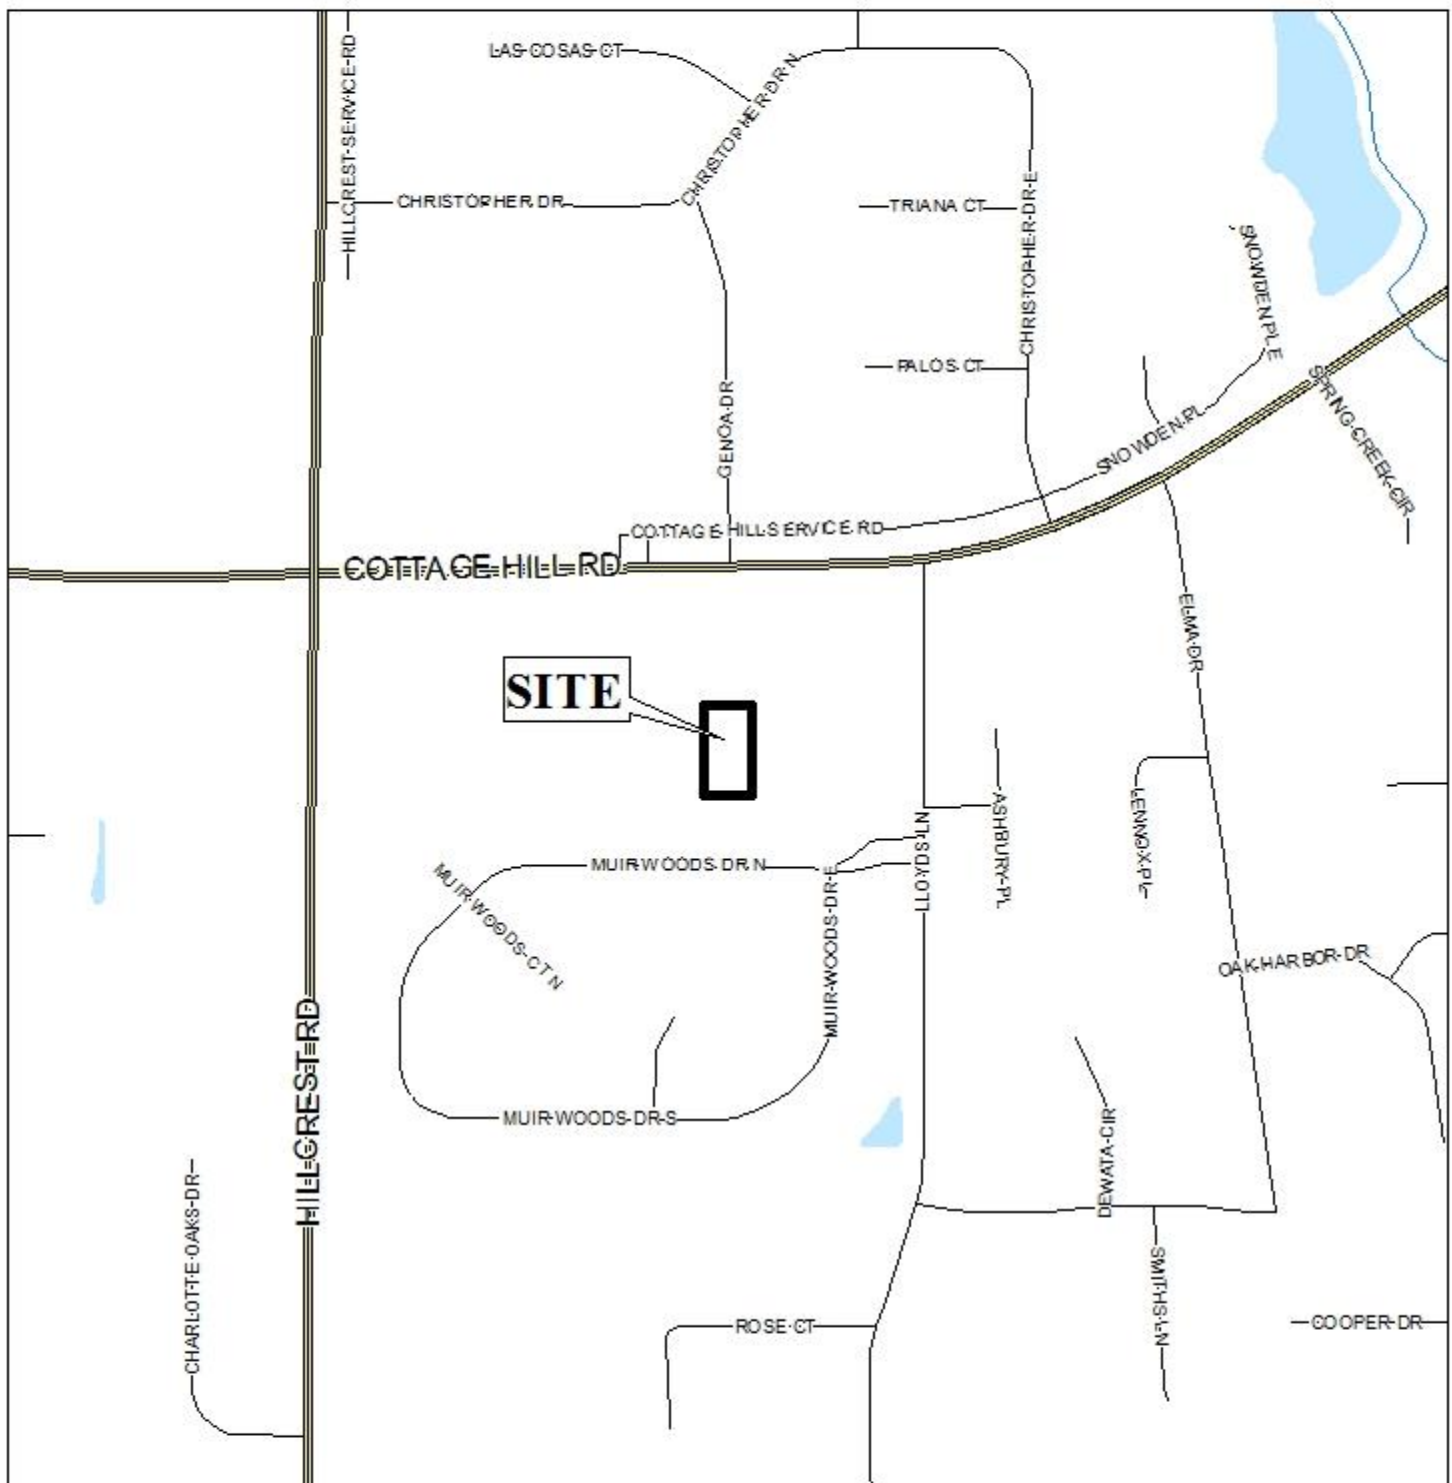 LAS COSAS CT
HILLCREST SERVICE RD
CHRISTOPHER DR N
CHRISTOPHER DR
TRIANA CT
CHRISTOPHER DR E
SNOWDEN PL E
PALOS CT
GENOA DR
SNOWDEN PL
SPRING CREEK CIR
COTTAGE HILL SERVICE RD
COTTAGE HILL RD
ELMA DR
SITE
ASHBURY PL
LENNOX PL
LLOYDS LN
MUIR WOODS DR N
MUIR WOODS CT N
MUIR WOODS DR E
OAK HARBOR DR
HILLCREST RD
MUIR WOODS DR S
DEWATA CIR
CHARLOTTE OAKS DR
SMITHS LN
ROSE CT
COOPER DR